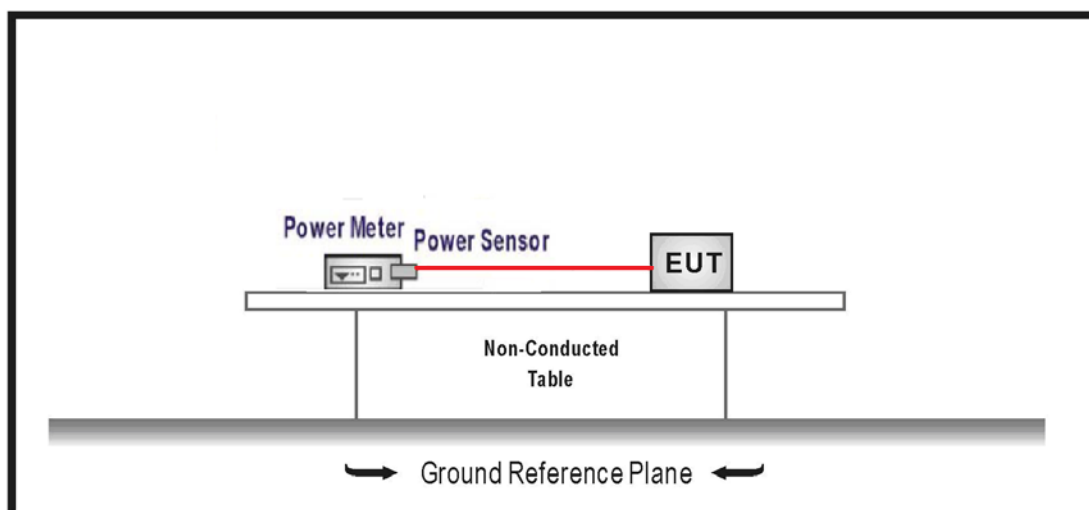 Power Meter
Power Sensor
EUT
Non-Conducted
Table
Ground Reference Plane